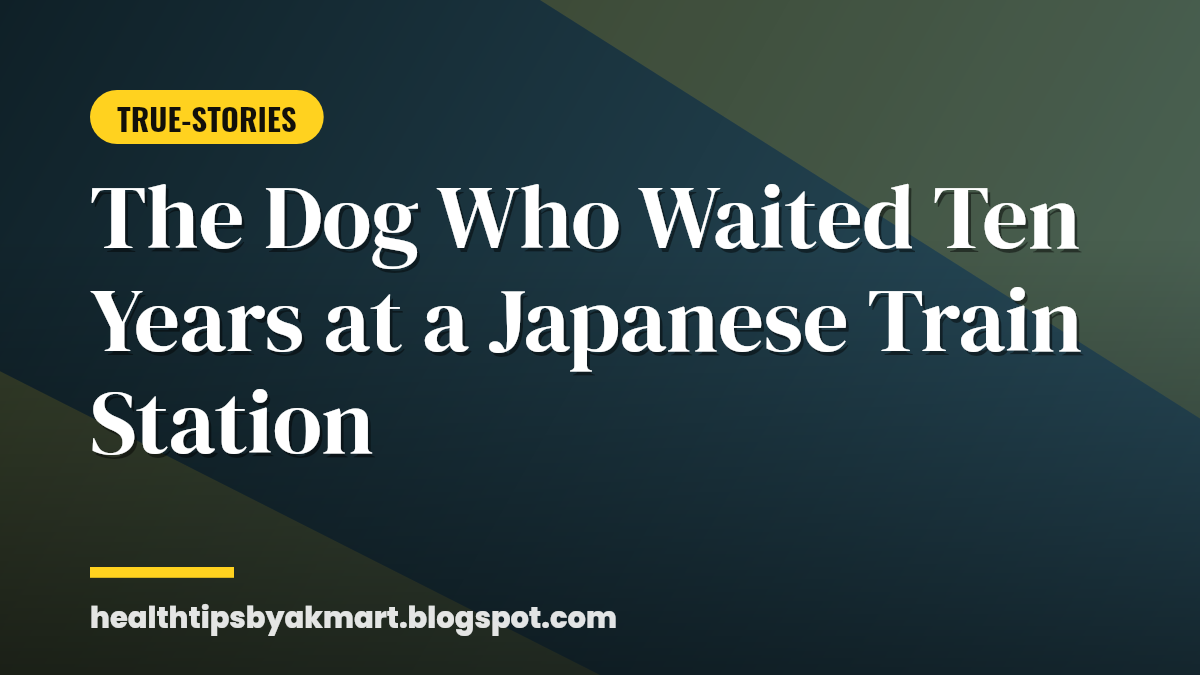 TRUE-STORIES
The Dog Who Waited Ten
Years at a Japanese Train
Station
healthtipsbyakmart.blogspot.com